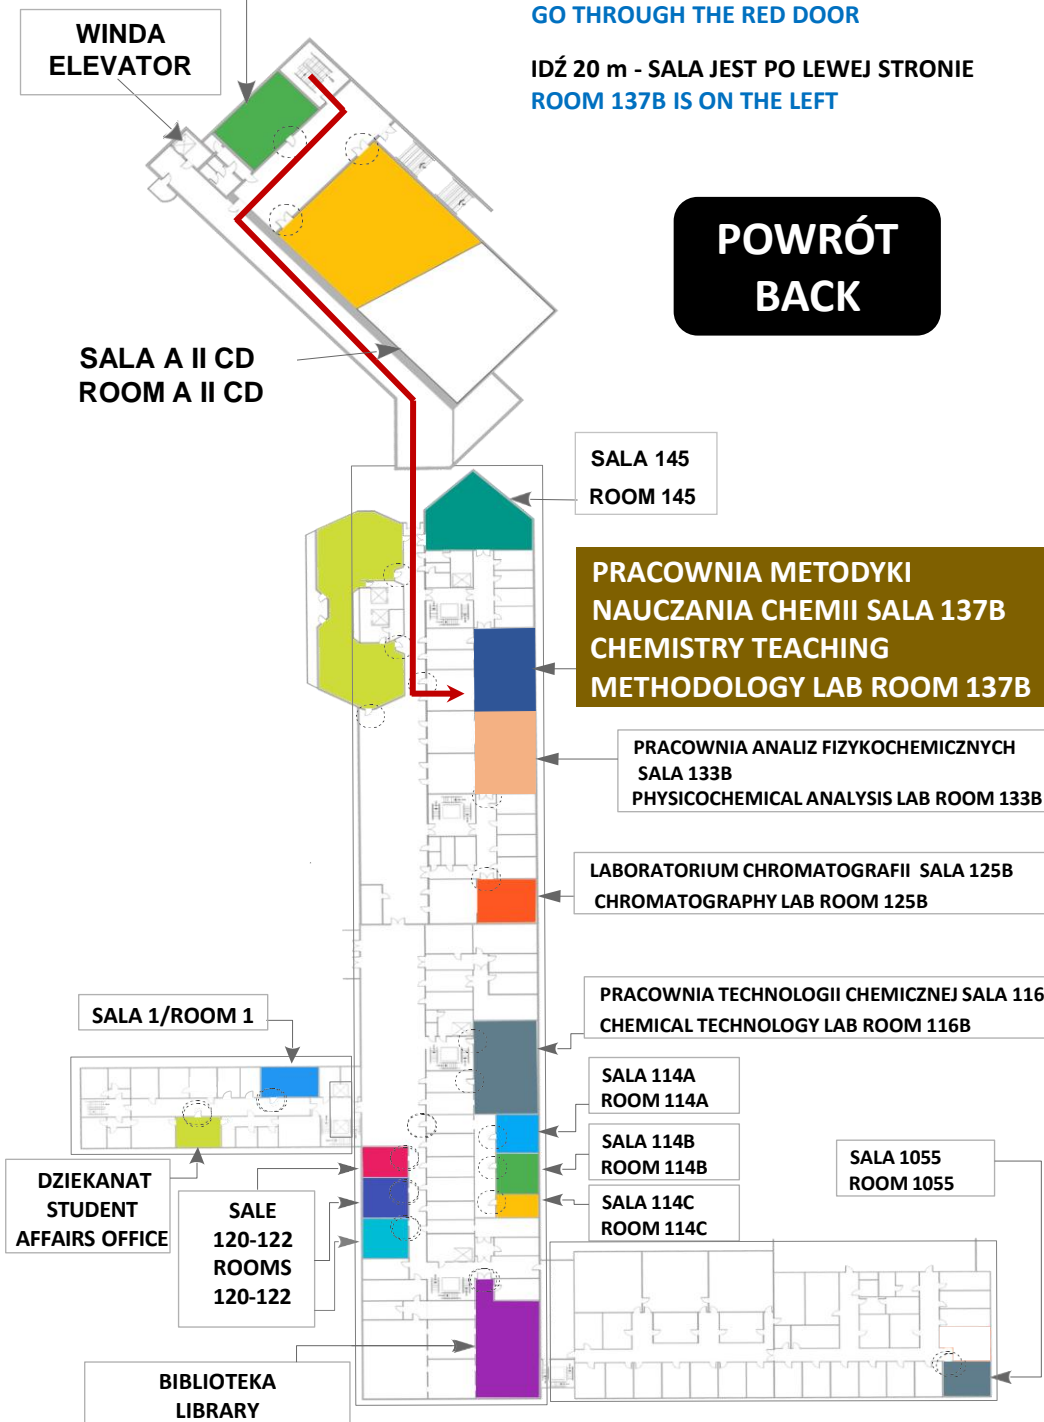 GO THROUGH THE RED DOOR
IDŹ 20 m - SALA JEST PO LEWEJ STRONIE
ROOM 137B IS ON THE LEFT
WINDA
ELEVATOR
POWRÓT
BACK
SALA A II CD
ROOM A II CD
SALA 145
ROOM 145
PRACOWNIA METODYKI
NAUCZANIA CHEMII SALA 137B
CHEMISTRY TEACHING
METHODOLOGY LAB ROOM 137B
PRACOWNIA ANALIZ FIZYKOCHEMICZNYCH
SALA 133B
PHYSICOCHEMICAL ANALYSIS LAB ROOM 133B
LABORATORIUM CHROMATOGRAFII SALA 125B
CHROMATOGRAPHY LAB ROOM 125B
PRACOWNIA TECHNOLOGII CHEMICZNEJ SALA 116
CHEMICAL TECHNOLOGY LAB ROOM 116B
SALA 1/ROOM 1
SALA 114A
ROOM 114A
SALA 114B
ROOM 114B
SALA 114C
ROOM 114C
SALA 1055
ROOM 1055
DZIEKANAT
STUDENT
AFFAIRS OFFICE
SALE
120-122
ROOMS
120-122
BIBLIOTEKA
LIBRARY